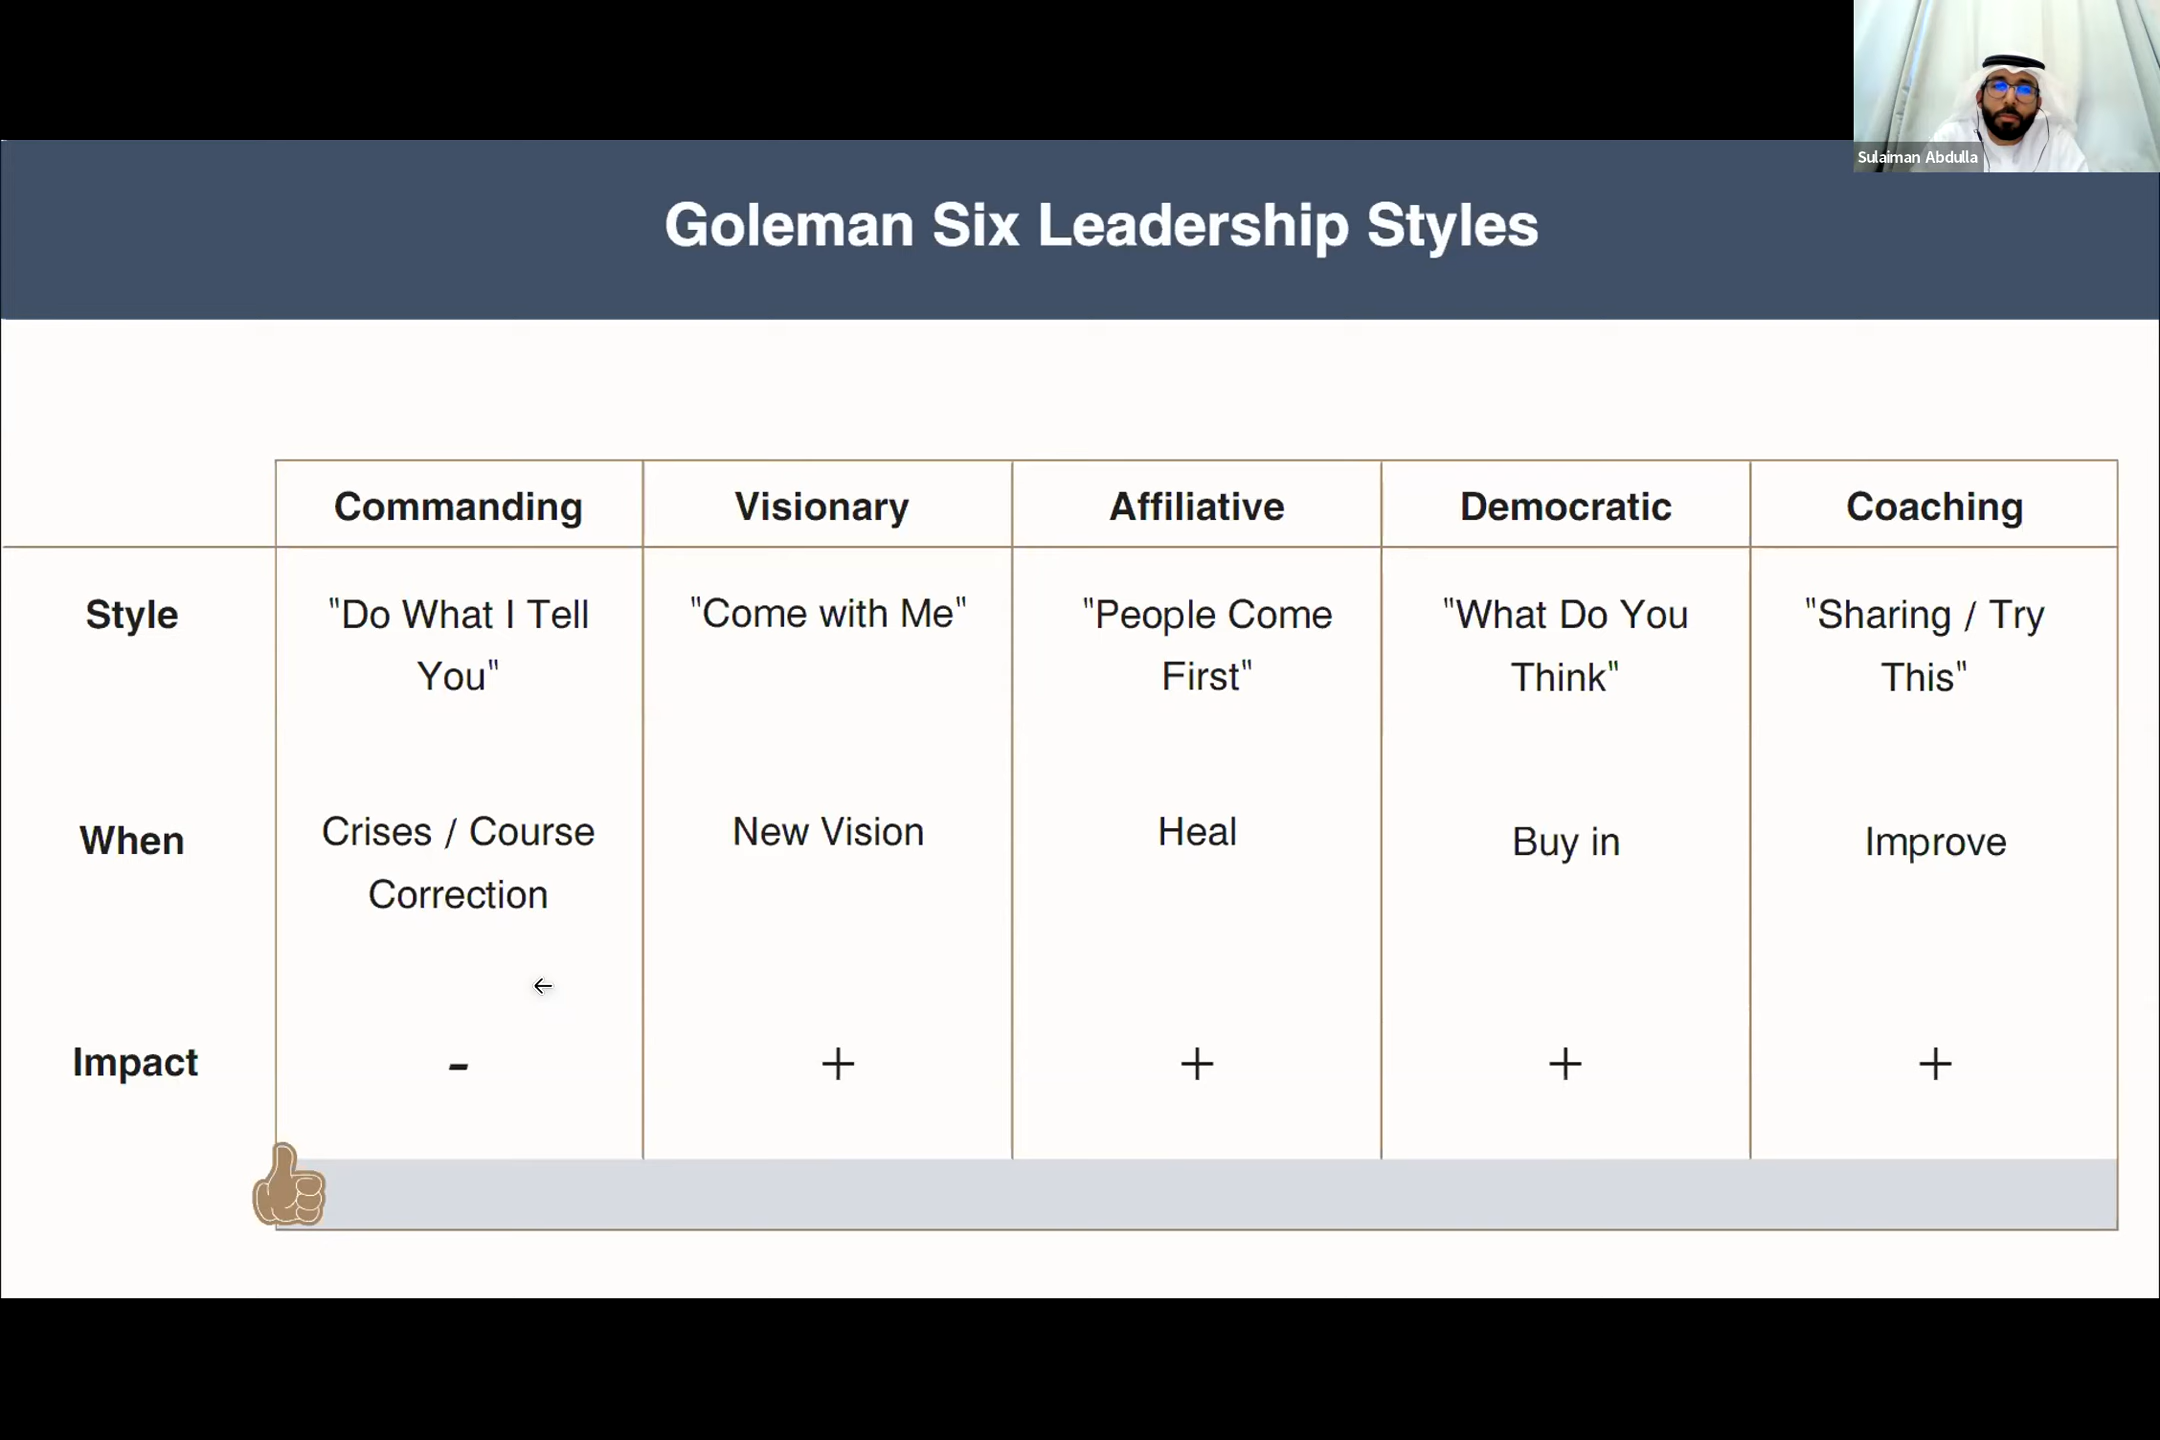 Sulaiman Abdulla
Goleman Six Leadership Styles
Commanding
Visionary
Affiliative
Democratic
Coaching
Style
"Do What I Tell
You"
"Come with Me"
"People Come
First"
"What Do You
Think"
"Sharing / Try
This"
When
Crises / Course
Correction
New Vision
Heal
Buy in
Improve
Impact
-
+
+
+
+